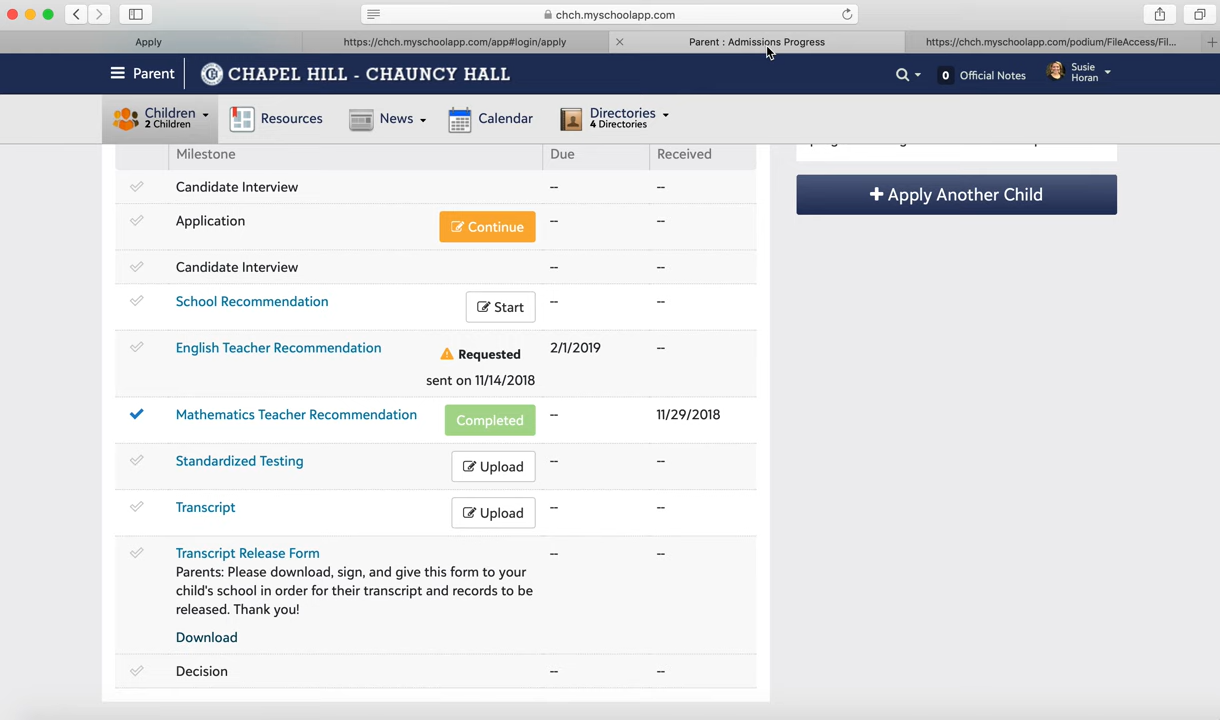 chch.myschoolapp.com
Apply
https://chch.myschoolapp.com/app#login/apply
Parent : Admissions Progress
https://chch.myschoolapp.com/podium/FileAccess/Fil...
Parent
CHAPEL HILL - CHAUNCY HALL
0 Official Notes
Susie
Horan
Children
2 Children
Resources
News
Calendar
Directories
4 Directories
Milestone Due Received
Candidate Interview -- --
Application Continue -- --
+ Apply Another Child
Candidate Interview -- --
School Recommendation Start -- --
English Teacher Recommendation Requested 2/1/2019 --
sent on 11/14/2018
Mathematics Teacher Recommendation Completed -- 11/29/2018
Standardized Testing Upload -- --
Transcript Upload -- --
Transcript Release Form -- --
Parents: Please download, sign, and give this form to your
child's school in order for their transcript and records to be
released. Thank you!
Download
Decision -- --